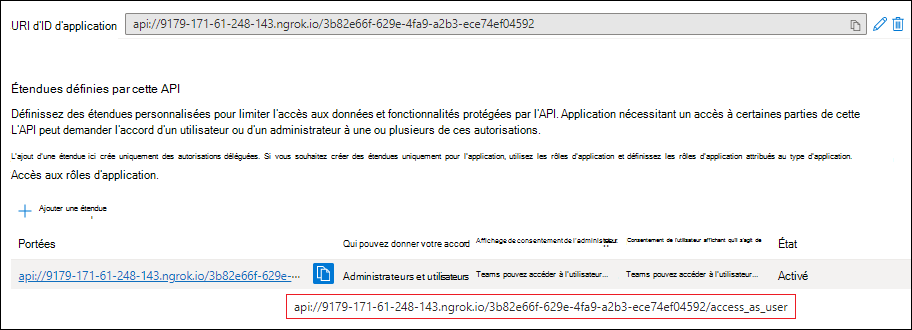 URI d'ID d'application api://9179-171-61-248-143.ngrok.io/3b82e66f-629e-4fa9-a2b3-ece74ef04592
Étendues définies par cette API
Définissez des étendues personnalisées pour limiter l'accès aux données et fonctionnalités protégées par l'API. Application nécessitant un accès à certaines parties de cette
L'API peut demander l'accord d'un utilisateur ou d'un administrateur à une ou plusieurs de ces autorisations.
L'ajout d'une étendue ici crée uniquement des autorisations déléguées. Si vous souhaitez créer des étendues uniquement pour l'application, utilisez les rôles d'application et définissez les rôles d'application attribués au type d'application.
Accès aux rôles d'application.
Ajouter une étendue
Portées Qui pouvez donner votre accord Affichage de consentement de l'administrateur Consentement de l'utilisateur affichant qu'il s'agit de État
api://9179-171-61-248-143.ngrok.io/3b82e66f-629e-··· Administrateurs et utilisateurs Teams pouvez accéder à l'utilisateur... Teams pouvez accéder à l'utilisateur... Activé
api://9179-171-61-248-143.ngrok.io/3b82e66f-629e-4fa9-a2b3-ece74ef04592/access_as_user